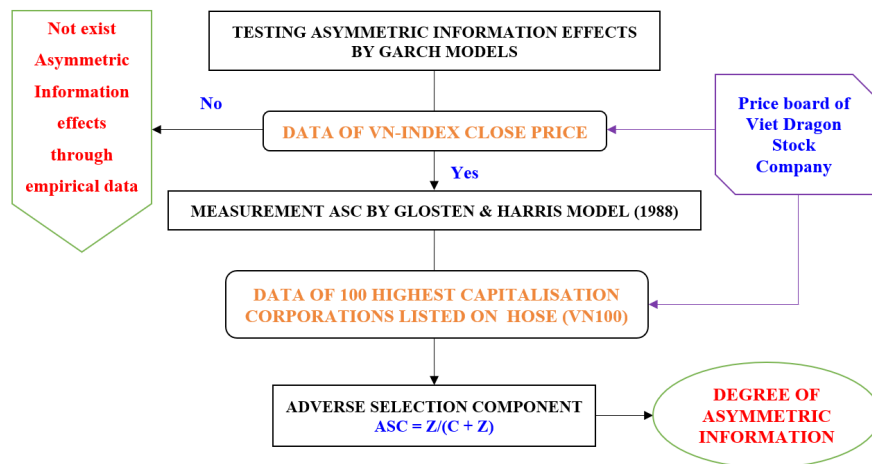 Not exist
Asymmetric
Information
effects
through
empirical data
TESTING ASYMMETRIC INFORMATION EFFECTS
BY GARCH MODELS
No
DATA OF VN-INDEX CLOSE PRICE
Price board of
Viet Dragon
Stock
Company
Yes
MEASUREMENT ASC BY GLOSTEN & HARRIS MODEL (1988)
DATA OF 100 HIGHEST CAPITALISATION
CORPORATIONS LISTED ON HOSE (VN100)
ADVERSE SELECTION COMPONENT
ASC = Z/(C + Z)
DEGREE OF
ASYMMETRIC
INFORMATION